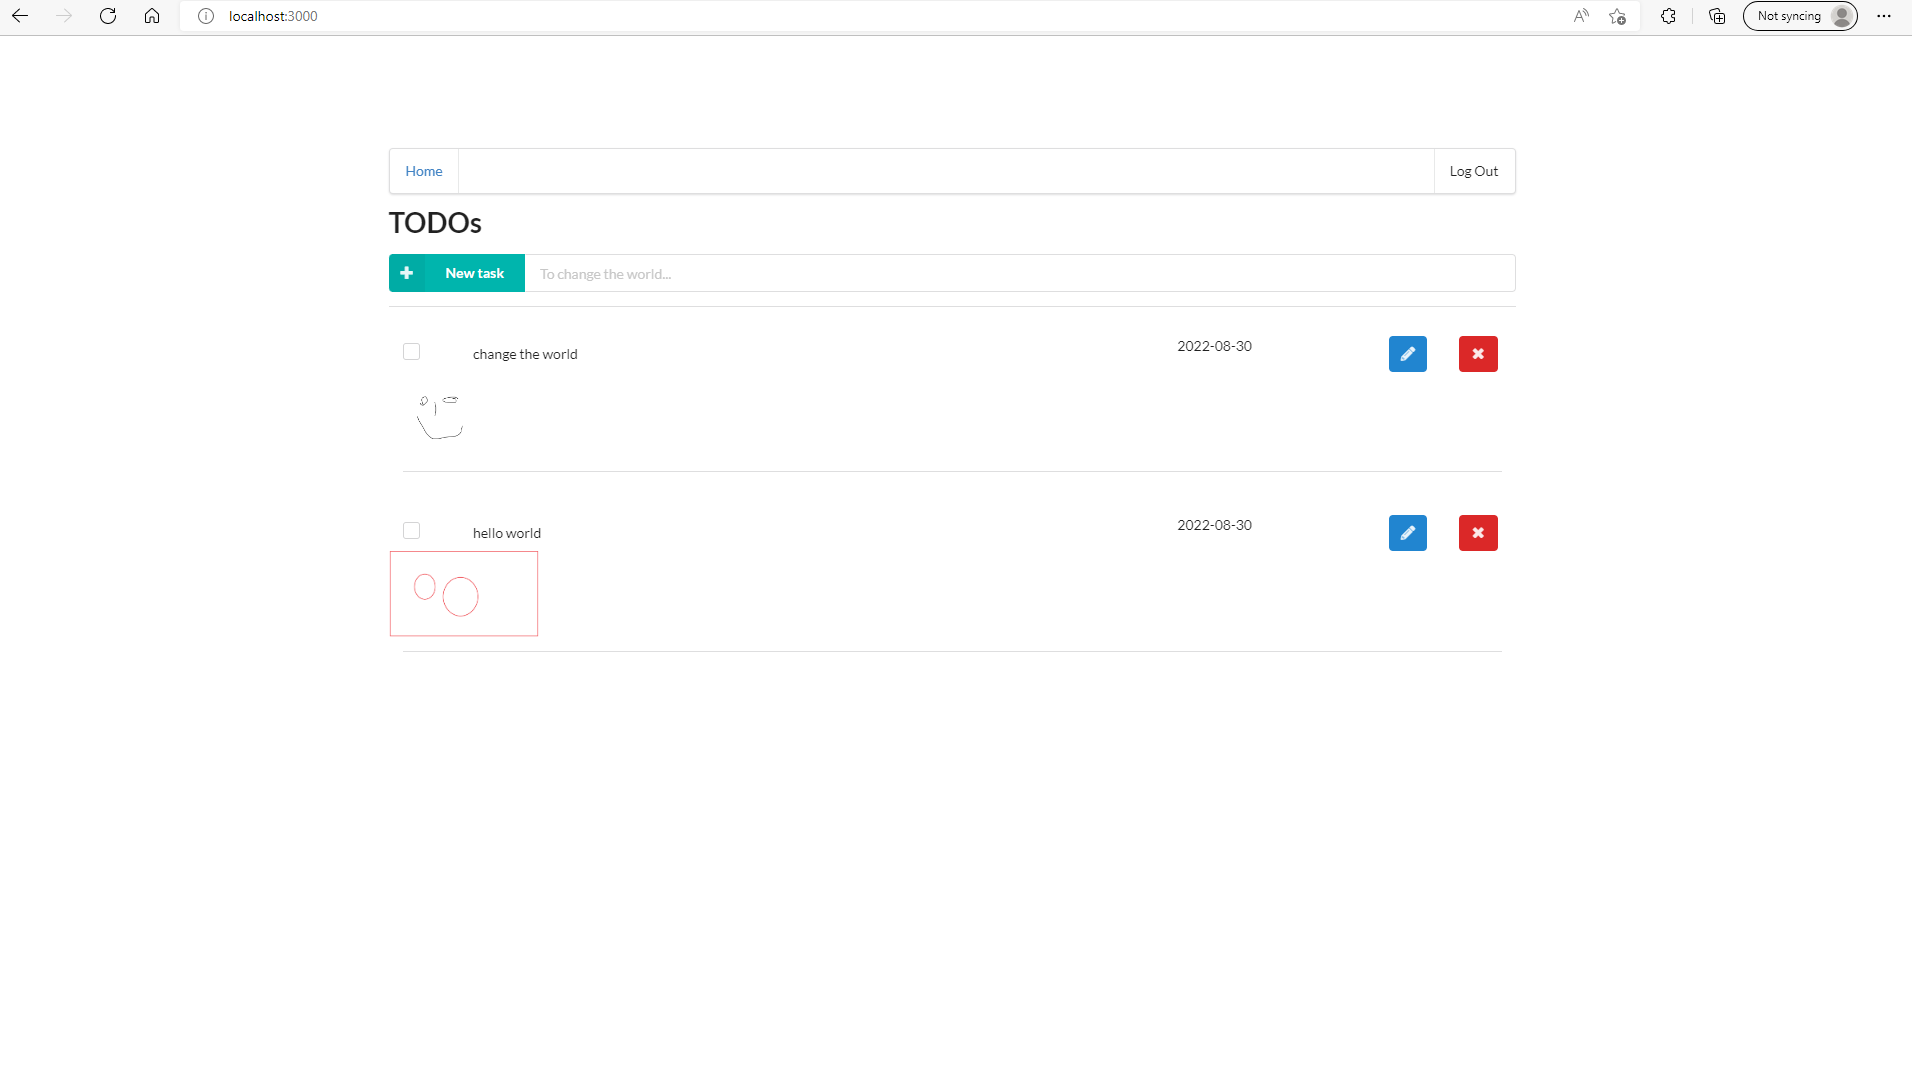 localhost:3000
Not syncing
Home
Log Out
TODOs
New task
To change the world...
change the world
2022-08-30
hello world
2022-08-30